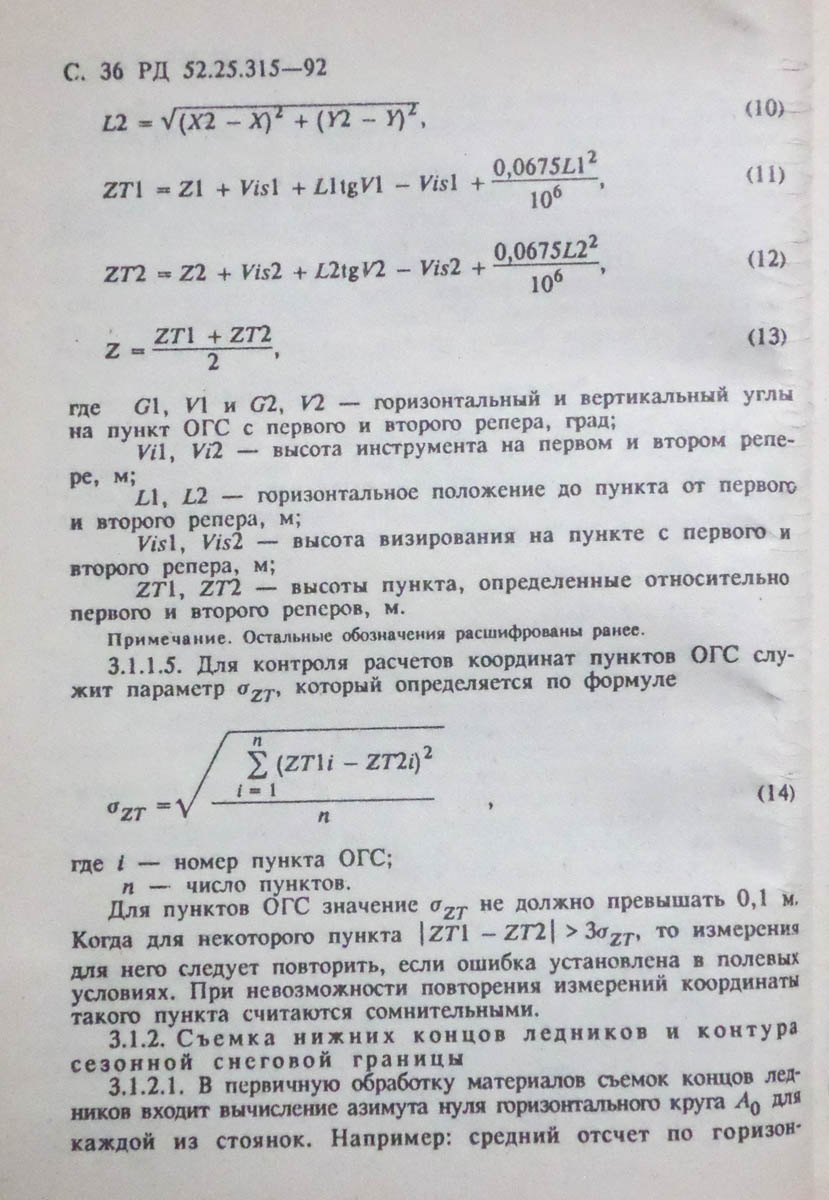 С. 36 РД 52.25.315—92
L2 = √(X2 − X)² + (Y2 − Y)², (10)
ZT1 = Z1 + Vis1 + L1tgV1 − Vis1 + 0,0675L1²/10⁶, (11)
ZT2 = Z2 + Vis2 + L2tgV2 − Vis2 + 0,0675L2²/10⁶, (12)
Z = ZT1 + ZT2/2, (13)
где G1, V1 и G2, V2 — горизонтальный и вертикальный углы
на пункт ОГС с первого и второго репера, град;
Vi1, Vi2 — высота инструмента на первом и втором репе-
ре, м;
L1, L2 — горизонтальное положение до пункта от первого
и второго репера, м;
Vis1, Vis2 — высота визирования на пункте с первого и
второго репера, м;
ZT1, ZT2 — высоты пункта, определенные относительно
первого и второго реперов, м.
Примечание. Остальные обозначения расшифрованы ранее.
3.1.1.5. Для контроля расчетов координат пунктов ОГС слу-
жит параметр σZT, который определяется по формуле
σZT = √ n Σ i = 1 (ZT1i − ZT2i)² / n , (14)
где i — номер пункта ОГС;
n — число пунктов.
Для пунктов ОГС значение σZT не должно превышать 0,1 м.
Когда для некоторого пункта |ZT1 − ZT2| > 3σZT, то измерения
для него следует повторить, если ошибка установлена в полевых
условиях. При невозможности повторения измерений координаты
такого пункта считаются сомнительными.
3.1.2. Съемка нижних концов ледников и контура
сезонной снеговой границы
3.1.2.1. В первичную обработку материалов съемок концов лед-
ников входит вычисление азимута нуля горизонтального круга A₀ для
каждой из стоянок. Например: средний отсчет по горизон-